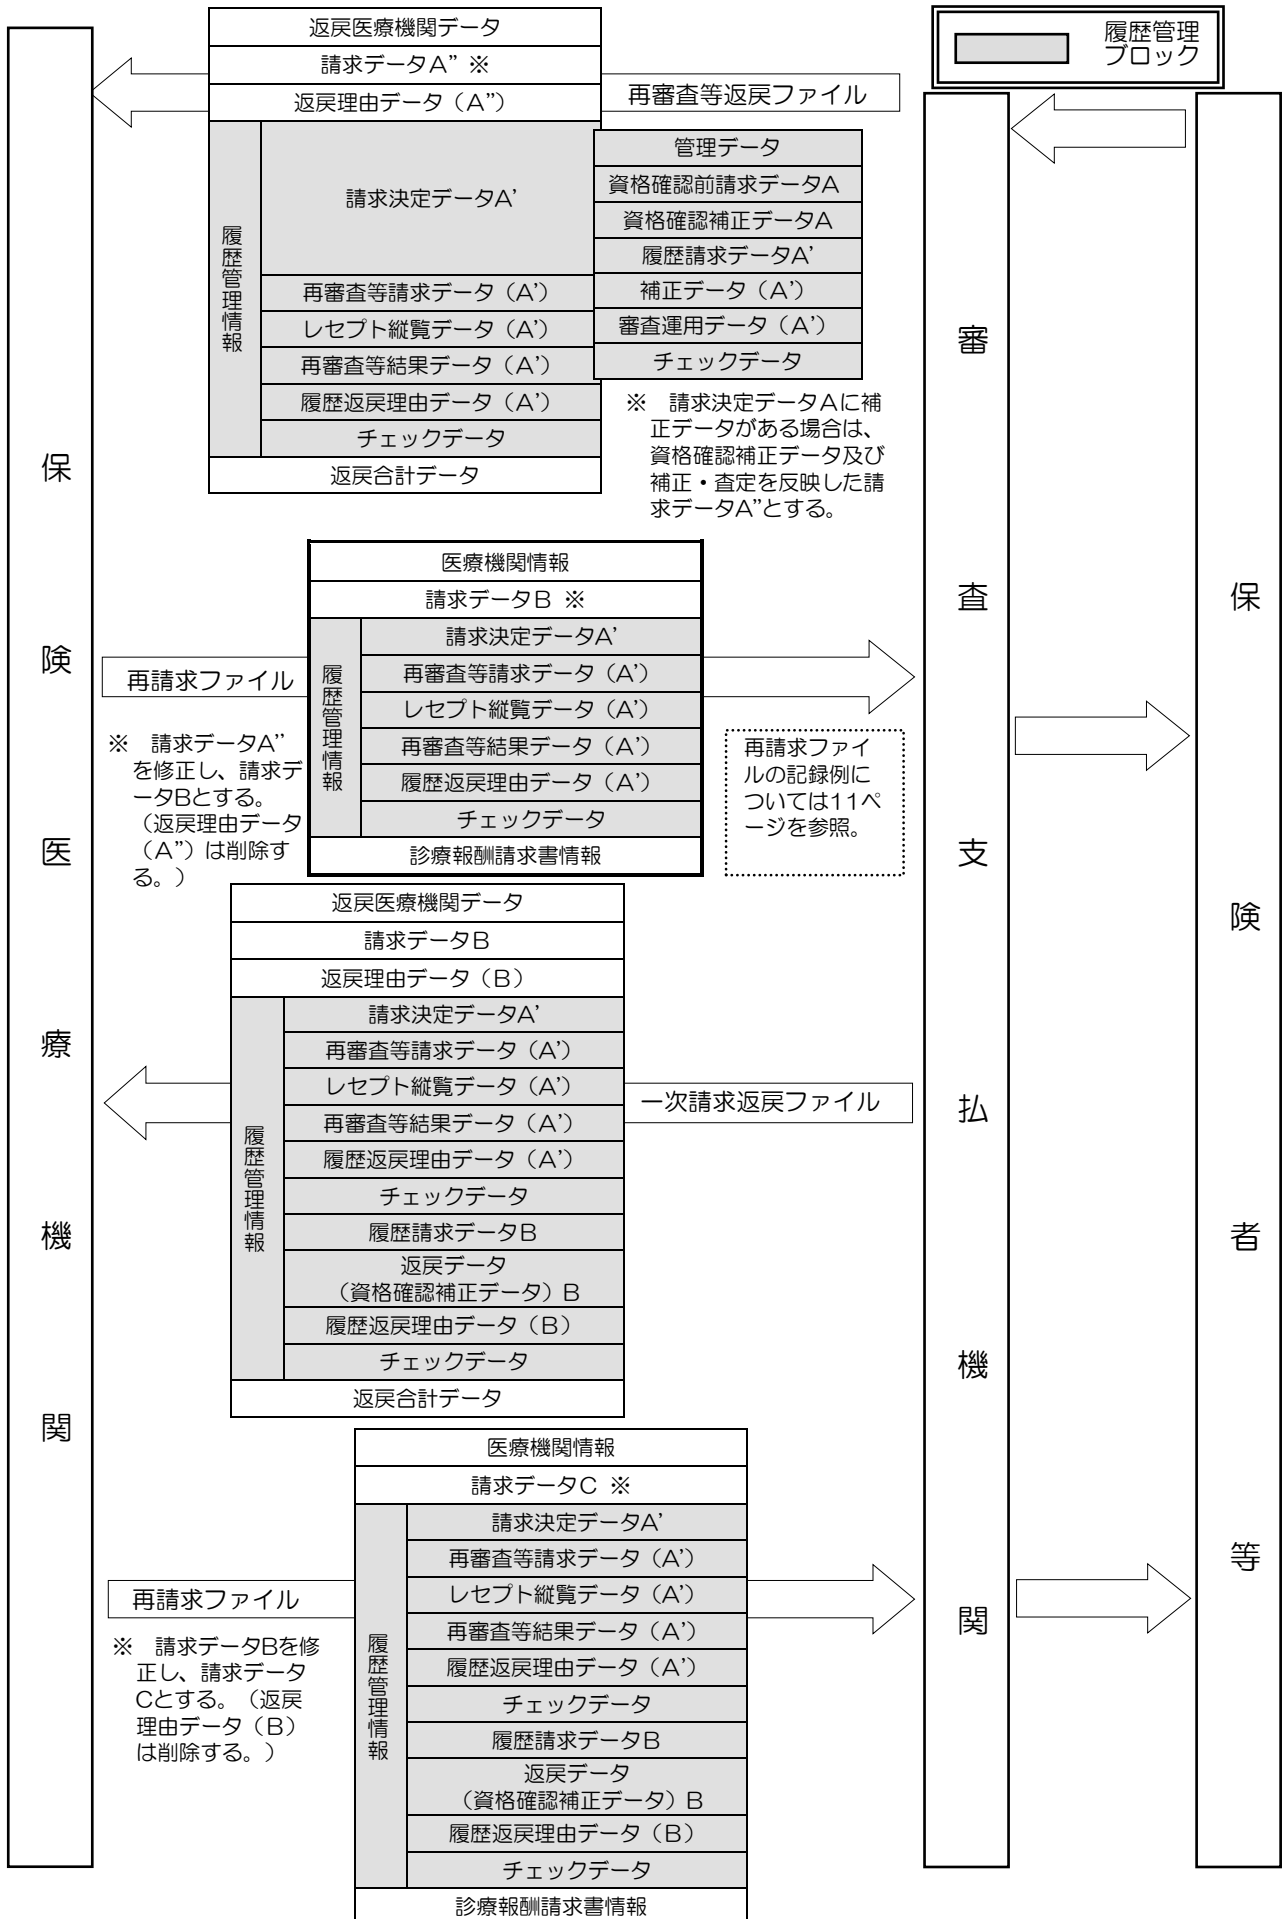 履歴管理
ブロック
保険医療機関
審査支払機関
保険者等
返戻医療機関データ
請求データA” ※
返戻理由データ（A”）
再審査等返戻ファイル
履歴管理情報
請求決定データA’
管理データ
資格確認前請求データA
資格確認補正データA
履歴請求データA’
補正データ（A’）
審査運用データ（A’）
チェックデータ
再審査等請求データ（A’）
レセプト縦覧データ（A’）
再審査等結果データ（A’）
履歴返戻理由データ（A’）
チェックデータ
返戻合計データ
※　請求決定データAに補
正データがある場合は、
資格確認補正データ及び
補正・査定を反映した請
求データA”とする。
医療機関情報
請求データB ※
再請求ファイル
履歴管理情報
請求決定データA’
再審査等請求データ（A’）
レセプト縦覧データ（A’）
再審査等結果データ（A’）
履歴返戻理由データ（A’）
チェックデータ
診療報酬請求書情報
※　請求データA”
を修正し、請求デ
ータBとする。
（返戻理由データ
（A”）は削除す
る。）
再請求ファイ
ルの記録例に
ついては11ペ
ージを参照。
返戻医療機関データ
請求データB
返戻理由データ（B）
一次請求返戻ファイル
履歴管理情報
請求決定データA’
再審査等請求データ（A’）
レセプト縦覧データ（A’）
再審査等結果データ（A’）
履歴返戻理由データ（A’）
チェックデータ
履歴請求データB
返戻データ
（資格確認補正データ）B
履歴返戻理由データ（B）
チェックデータ
返戻合計データ
医療機関情報
請求データC ※
再請求ファイル
履歴管理情報
請求決定データA’
再審査等請求データ（A’）
レセプト縦覧データ（A’）
再審査等結果データ（A’）
履歴返戻理由データ（A’）
チェックデータ
履歴請求データB
返戻データ
（資格確認補正データ）B
履歴返戻理由データ（B）
チェックデータ
診療報酬請求書情報
※　請求データBを修
正し、請求データ
Cとする。（返戻
理由データ（B）
は削除する。）